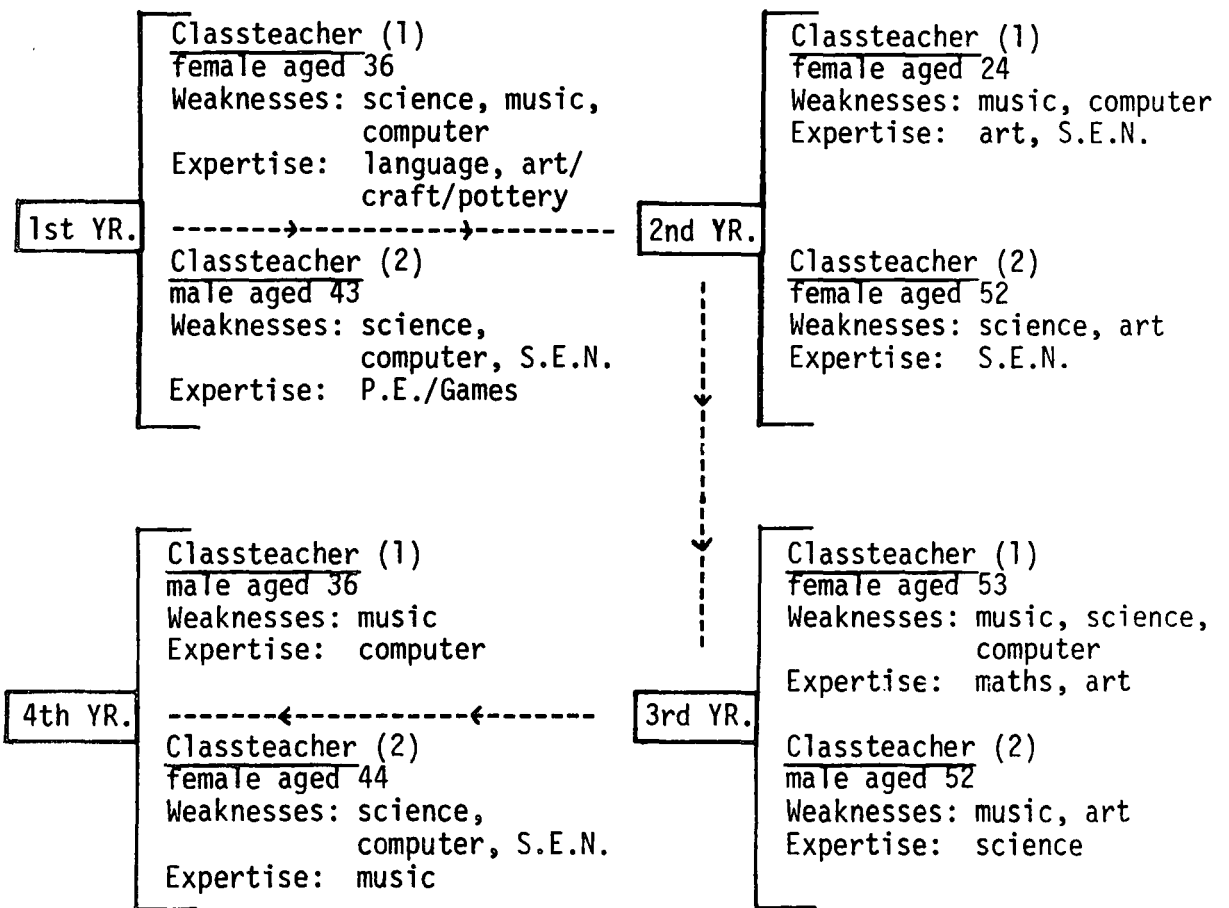 Classteacher (1)
female aged 36
Weaknesses: science, music,
computer
Expertise: language, art/
craft/pottery
1st YR.
Classteacher (2)
male aged 43
Weaknesses: science,
computer, S.E.N.
Expertise: P.E./Games
Classteacher (1)
female aged 24
Weaknesses: music, computer
Expertise: art, S.E.N.
2nd YR.
Classteacher (2)
female aged 52
Weaknesses: science, art
Expertise: S.E.N.
Classteacher (1)
female aged 53
Weaknesses: music, science,
computer
Expertise: maths, art
3rd YR.
Classteacher (2)
male aged 52
Weaknesses: music, art
Expertise: science
Classteacher (1)
male aged 36
Weaknesses: music
Expertise: computer
4th YR.
Classteacher (2)
female aged 44
Weaknesses: science,
computer, S.E.N.
Expertise: music